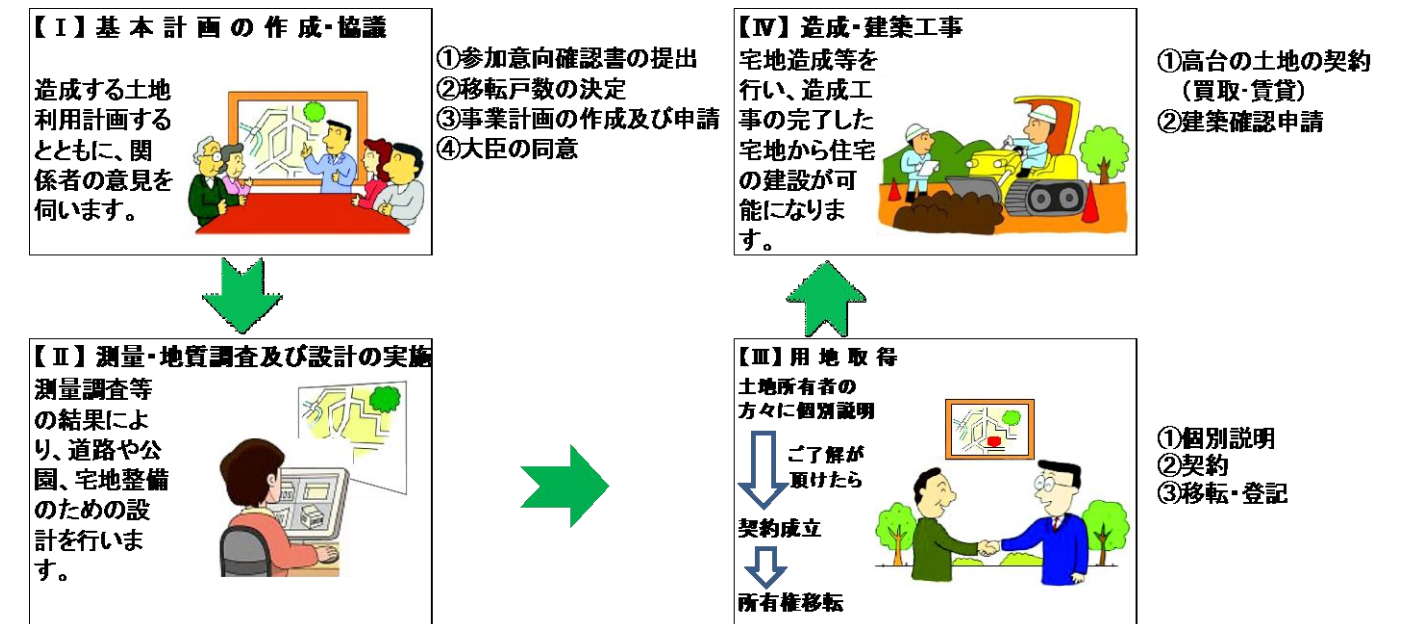 【Ⅰ】基本計画の作成・協議
造成する土地
利用計画する
とともに、関
係者の意見を
伺います。
①参加意向確認書の提出
②移転戸数の決定
③事業計画の作成及び申請
④大臣の同意
【Ⅱ】測量・地質調査及び設計の実施
測量調査等
の結果によ
り、道路や公
園、宅地整備
のための設
計を行いま
す。
【Ⅲ】用地取得
土地所有者の
方々に個別説明
ご了解が
頂けたら
契約成立
所有権移転
①個別説明
②契約
③移転・登記
【Ⅳ】造成・建築工事
宅地造成等を
行い、造成工
事の完了した
宅地から住宅
の建設が可
能になりま
す。
①高台の土地の契約
（買取・賃貸）
②建築確認申請